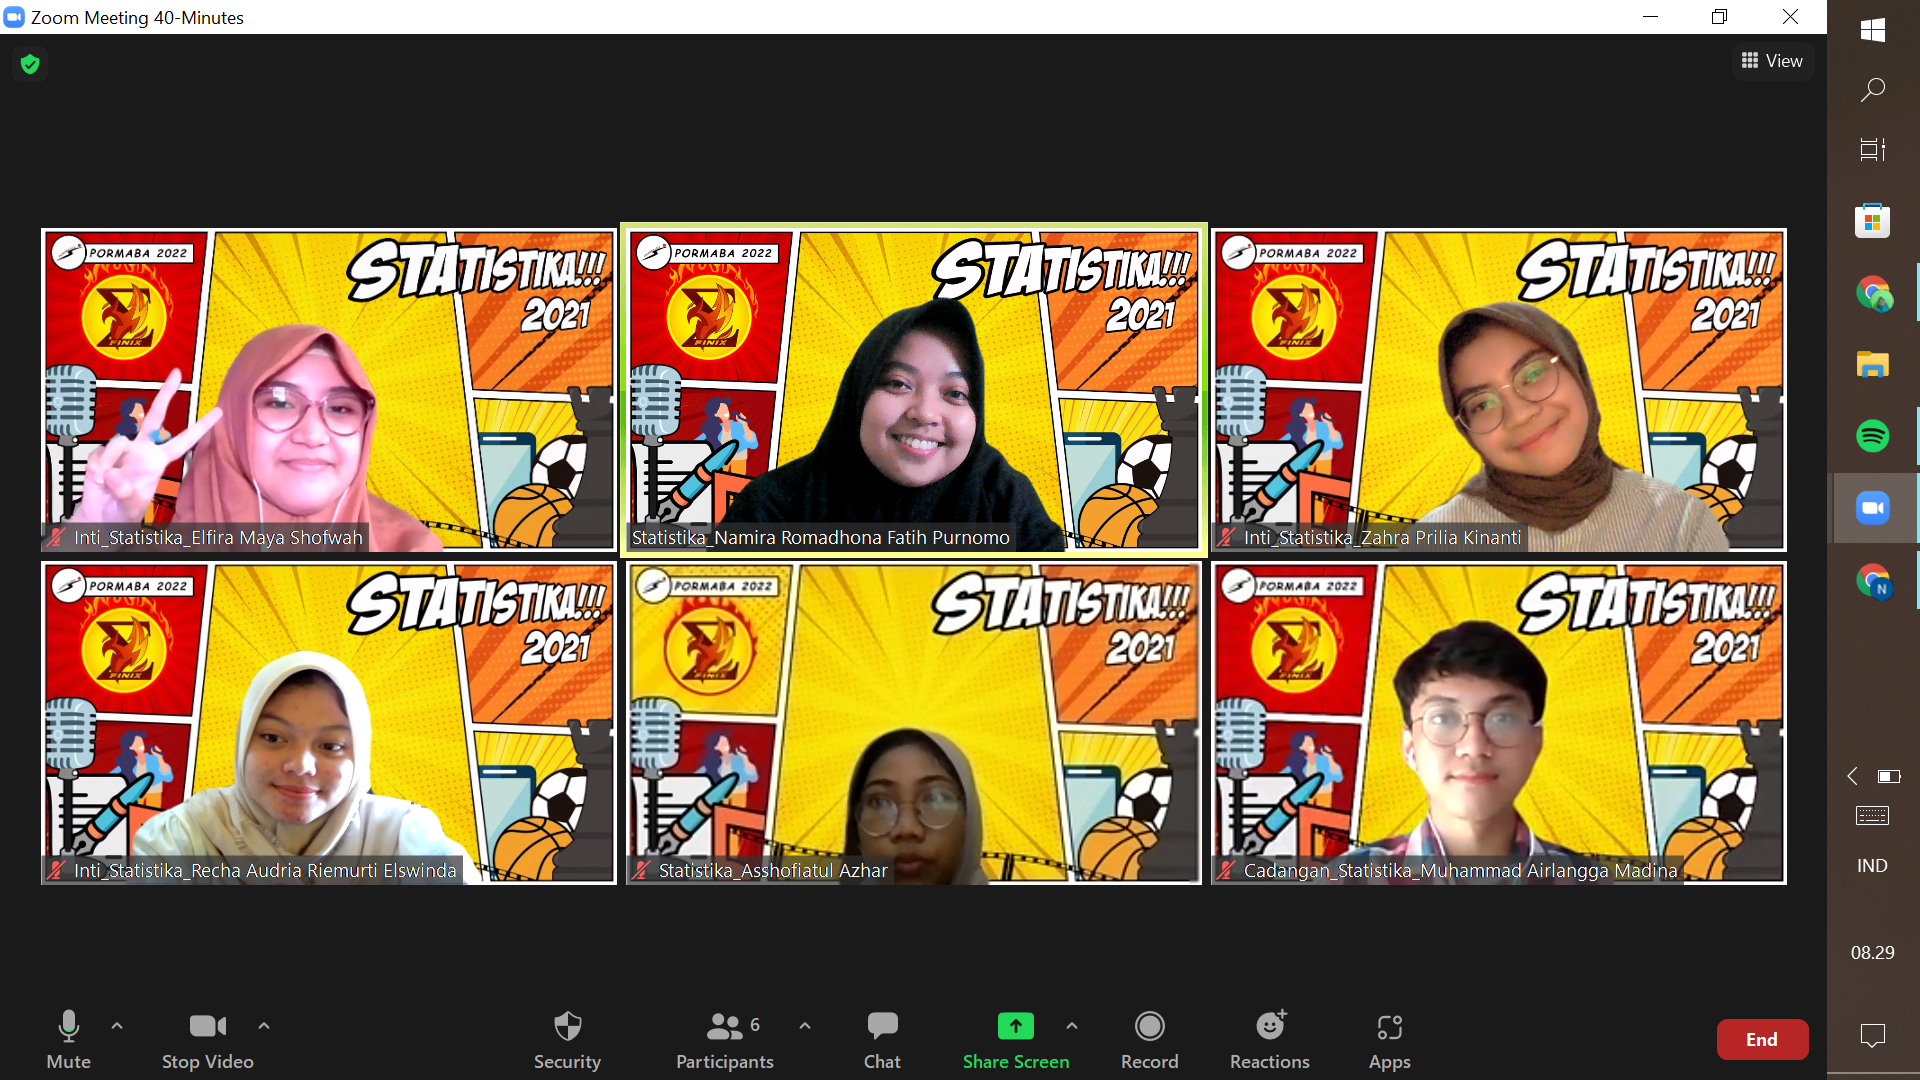 Zoom Meeting 40-Minutes
View
PORMABA 2022
STATISTIKA!!!
2021
FINIX
Inti_Statistika_Elfira Maya Shofwah
PORMABA 2022
STATISTIKA!!!
2021
FINIX
Statistika_Namira Romadhona Fatih Purnomo
PORMABA 2022
STATISTIKA!!!
2021
FINIX
Inti_Statistika_Zahra Prilia Kinanti
PORMABA 2022
STATISTIKA!!!
2021
FINIX
Inti_Statistika_Recha Audria Riemurti Elswinda
PORMABA 2022
STATISTIKA!!!
2021
FINIX
Statistika_Asshofiatul Azhar
PORMABA 2022
STATISTIKA!!!
2021
FINIX
Cadangan_Statistika_Muhammad Airlangga Madina
N
IND
08.29
Mute
Stop Video
Security
6
Participants
Chat
Share Screen
Record
Reactions
Apps
End